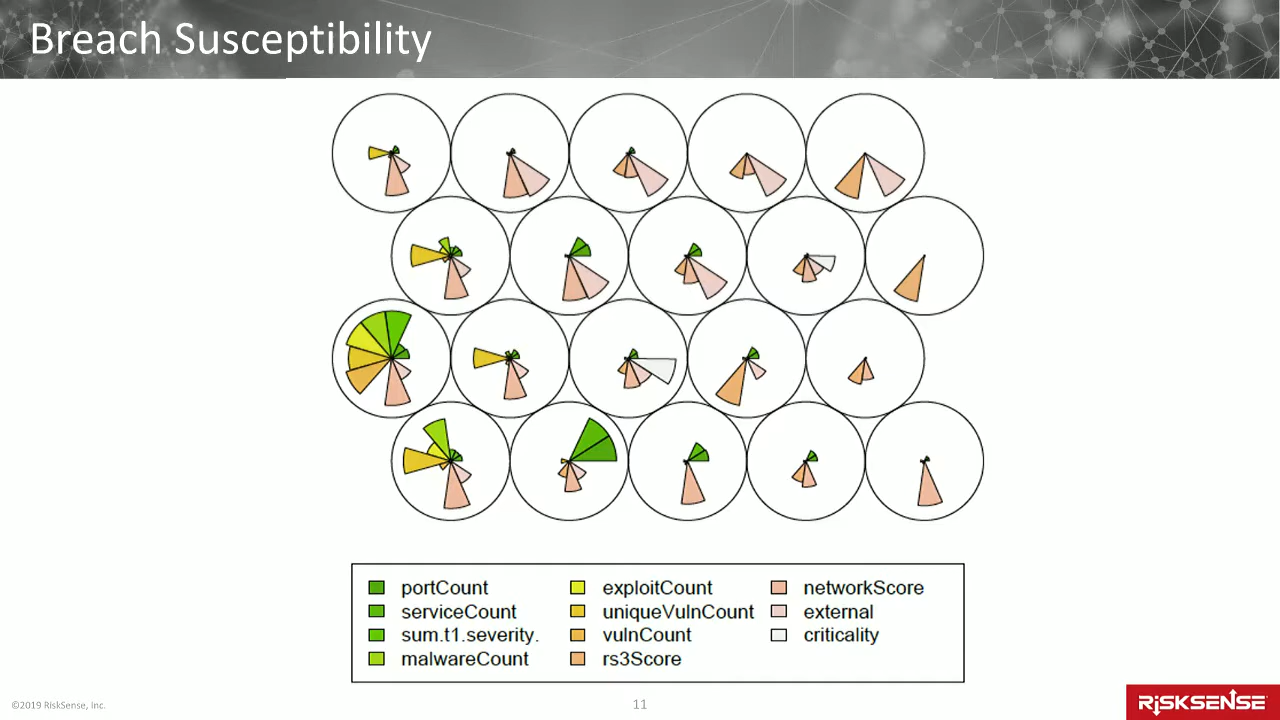 Breach Susceptibility
portCount exploitCount networkScore
serviceCount uniqueVulnCount external
sum.t1.severity. vulnCount criticality
malwareCount rs3Score
©2019 RiskSense, Inc. 11 RISKSENSE